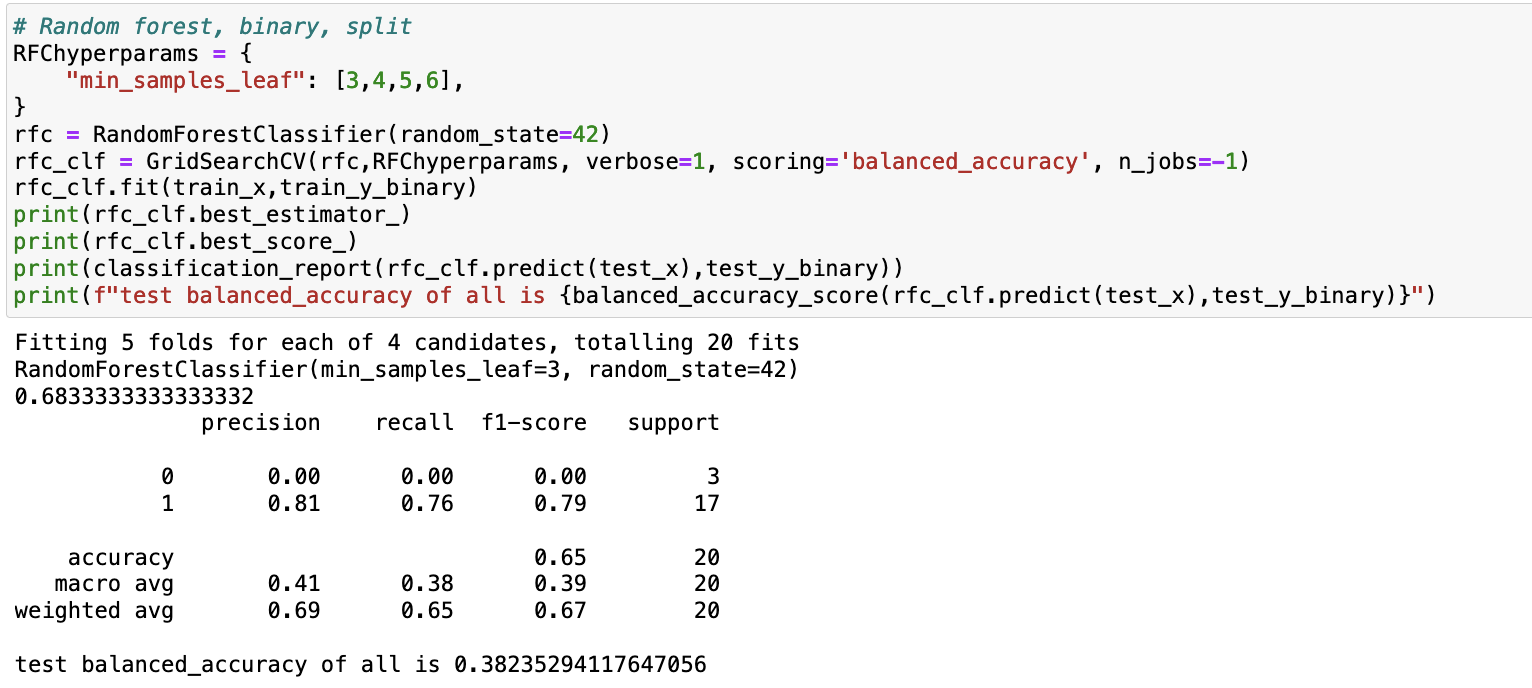 # Random forest, binary, split
RFChyperparams = {
    "min_samples_leaf": [3,4,5,6],
}
rfc = RandomForestClassifier(random_state=42)
rfc_clf = GridSearchCV(rfc,RFChyperparams, verbose=1, scoring='balanced_accuracy', n_jobs=-1)
rfc_clf.fit(train_x,train_y_binary)
print(rfc_clf.best_estimator_)
print(rfc_clf.best_score_)
print(classification_report(rfc_clf.predict(test_x),test_y_binary))
print(f"test balanced_accuracy of all is {balanced_accuracy_score(rfc_clf.predict(test_x),test_y_binary)}")
Fitting 5 folds for each of 4 candidates, totalling 20 fits
RandomForestClassifier(min_samples_leaf=3, random_state=42)
0.6833333333333332
              precision    recall  f1-score   support
           0       0.00      0.00      0.00         3
           1       0.81      0.76      0.79        17
    accuracy                           0.65        20
   macro avg       0.41      0.38      0.39        20
weighted avg       0.69      0.65      0.67        20
test balanced_accuracy of all is 0.38235294117647056